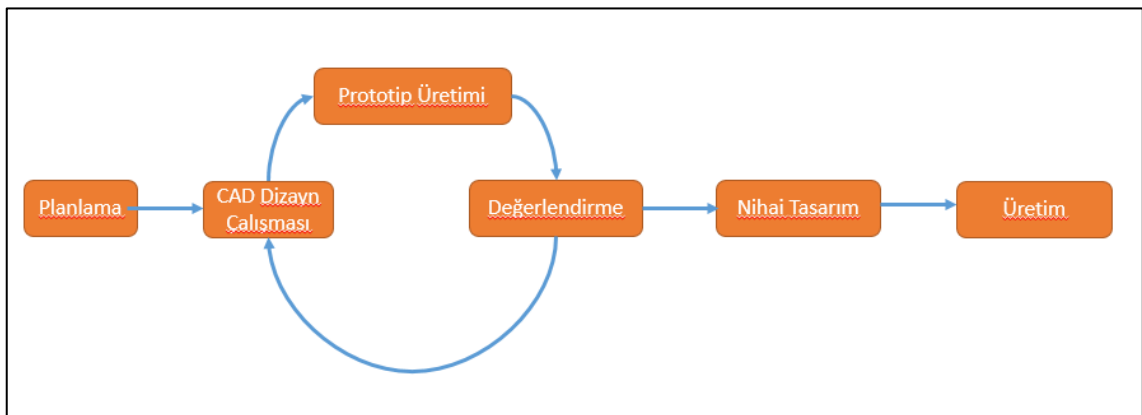 Prototip Üretimi
Planlama
CAD Dizayn
Çalışması
Değerlendirme
Nihai Tasarım
Üretim